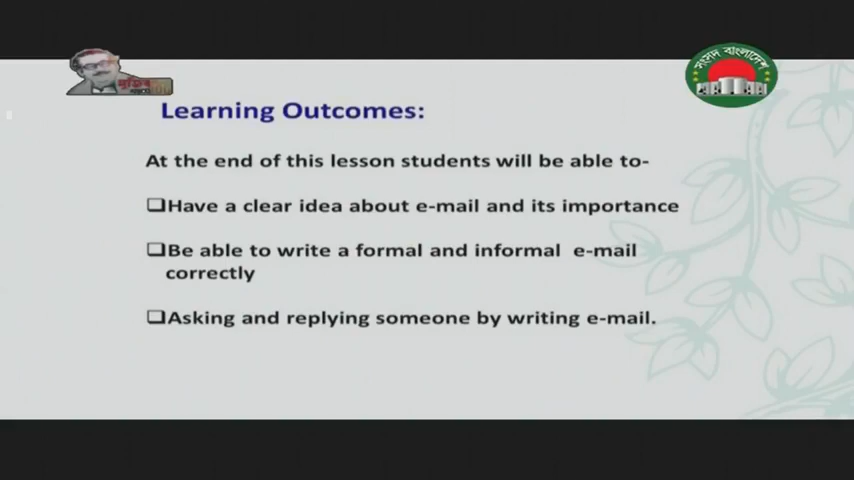 সংসদ বাংলাদেশ
Learning Outcomes:
At the end of this lesson students will be able to-
❑Have a clear idea about e-mail and its importance
❑Be able to write a formal and informal e-mail
correctly
❑Asking and replying someone by writing e-mail.